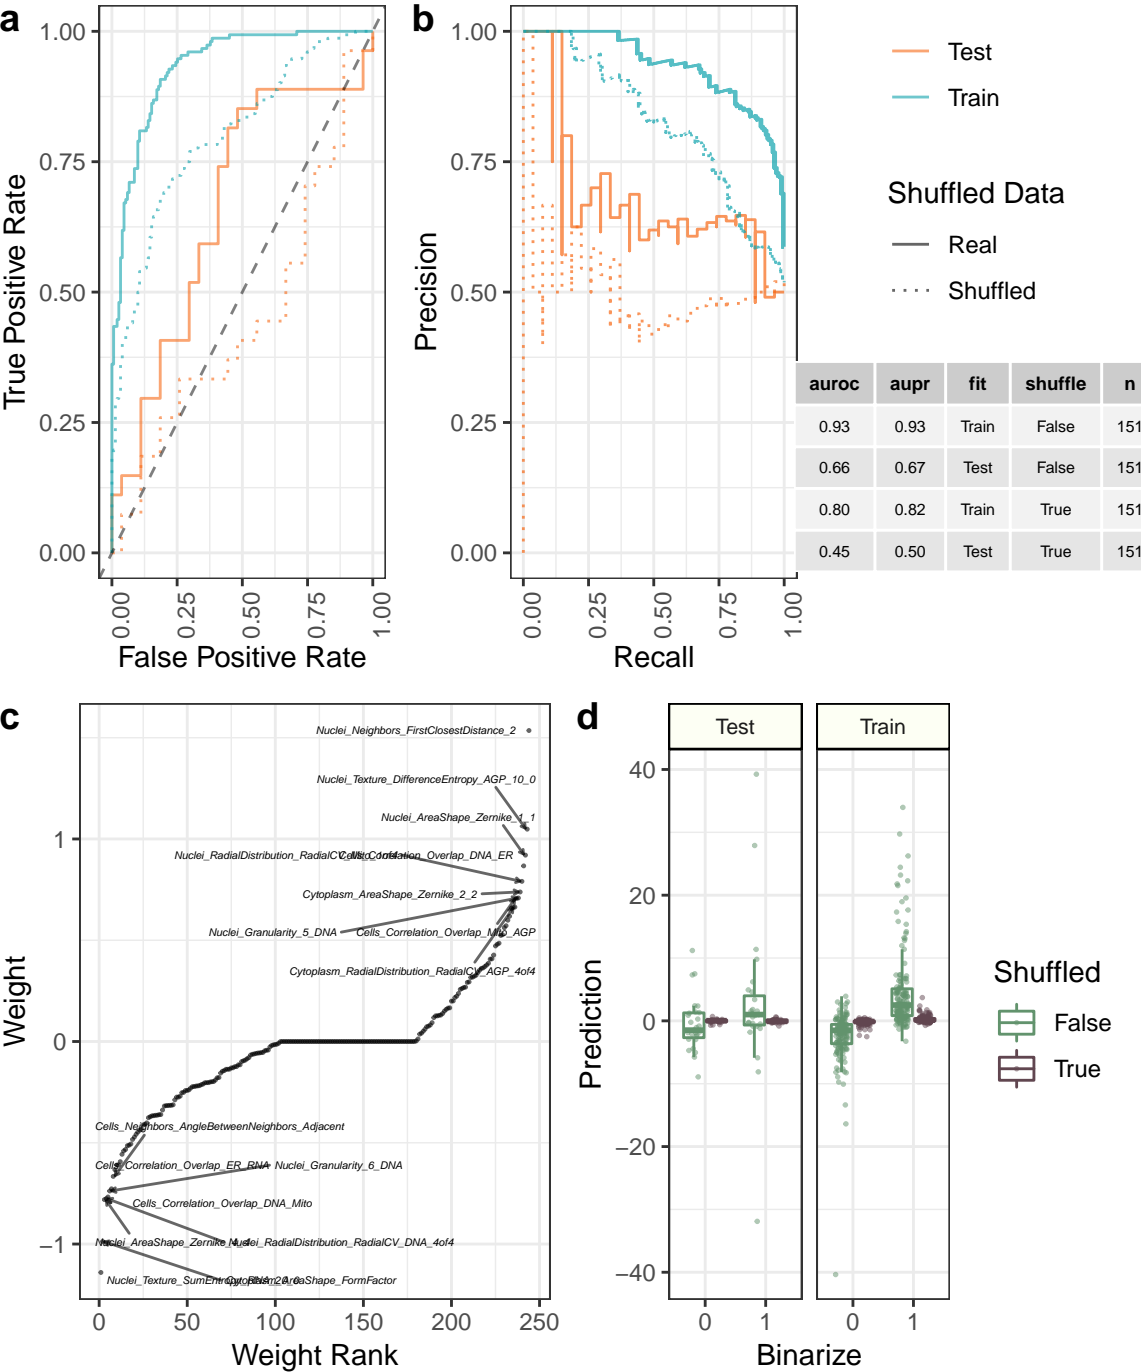 a
1.00
0.75
0.50
0.25
0.00
True Positive Rate
0.00
0.25
0.50
0.75
1.00
False Positive Rate
b
1.00
0.75
0.50
0.25
0.00
Precision
0.00
0.25
0.50
0.75
1.00
Recall
Test
Train
Shuffled Data
Real
Shuffled
auroc aupr fit shuffle n
0.93 0.93 Train False 151
0.66 0.67 Test False 151
0.80 0.82 Train True 151
0.45 0.50 Test True 151
c
Nuclei_Neighbors_FirstClosestDistance_2
Nuclei_Texture_DifferenceEntropy_AGP_10_0
Nuclei_AreaShape_Zernike_1_1
Nuclei_RadialDistribution_RadialCV_Mito_1of4
Cells_Correlation_Overlap_DNA_ER
Cytoplasm_AreaShape_Zernike_2_2
Nuclei_Granularity_5_DNA
Cells_Correlation_Overlap_Mito_AGP
Cytoplasm_RadialDistribution_RadialCV_AGP_4of4
Cells_Neighbors_AngleBetweenNeighbors_Adjacent
Cells_Correlation_Overlap_ER_RNA
Nuclei_Granularity_6_DNA
Cells_Correlation_Overlap_DNA_Mito
Nuclei_AreaShape_Zernike_4_4
Nuclei_RadialDistribution_RadialCV_DNA_4of4
Nuclei_Texture_SumEntropy_RNA_20_0
Cytoplasm_AreaShape_FormFactor
1
0
−1
Weight
0
50
100
150
200
250
Weight Rank
d
Test
Train
40
20
0
−20
−40
Prediction
0
1
0
1
Binarize
Shuffled
False
True